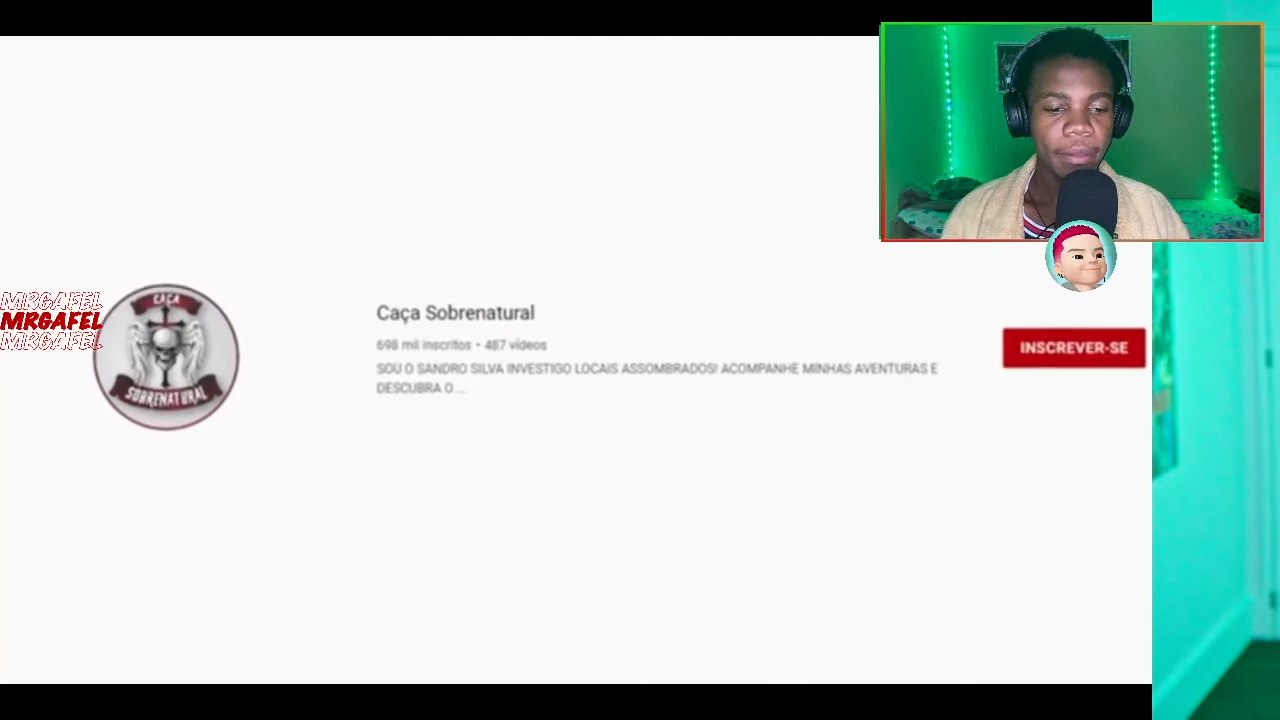 MRGAFEL
MRGAFEL
MRGAFEL
CAÇA
SOBRENATURAL
Caça Sobrenatural
698 mil inscritos • 487 vídeos
SOU O SANDRO SILVA INVESTIGO LOCAIS ASSOMBRADOS! ACOMPANHE MINHAS AVENTURAS E
DESCUBRA O ...
INSCREVER-SE